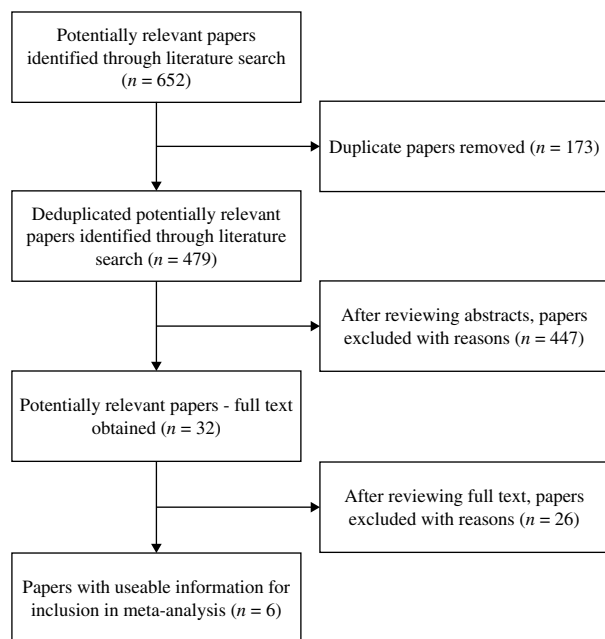 Potentially relevant papers
identified through literature search
(n = 652)
Duplicate papers removed (n = 173)
Deduplicated potentially relevant
papers identified through literature
search (n = 479)
After reviewing abstracts, papers
excluded with reasons (n = 447)
Potentially relevant papers - full text
obtained (n = 32)
After reviewing full text, papers
excluded with reasons (n = 26)
Papers with useable information for
inclusion in meta-analysis (n = 6)